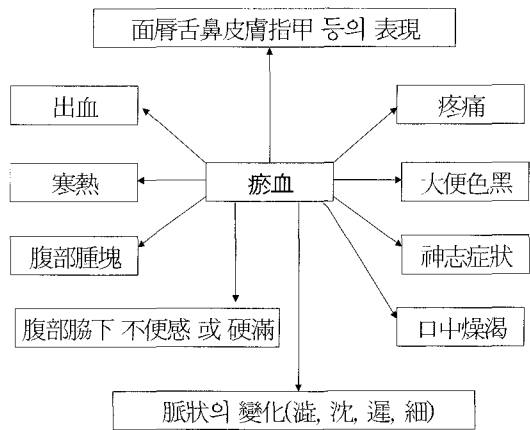 面脣舌鼻皮膚指甲 등의 表現
出血
疼痛
寒熱
瘀血
大便色黑
腹部腫塊
神志症狀
腹部脇下 不便感 或 硬滿
口中燥渴
脈狀의 變化(澁, 沈, 遲, 細)